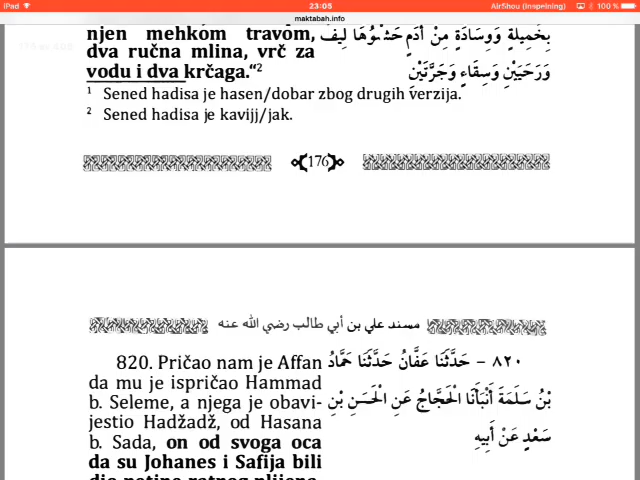 iPad 23:05 AirShou (Inspelning) 100 %
maktabah.info
njen mehkom travom,
dva ručna mlina, vrč za
vodu i dva krčaga.“²
بِخَمِيلَةٍ وَوِسَادَةٍ مِنْ أَدَمٍ حَشْوُهَا لِيفٌ
وَرَحَيَيْنِ وَسِقَاءٍ وَجَرَّتَيْنِ
¹ Sened hadisa je hasen/dobar zbog drugih verzija.
² Sened hadisa je kavijj/jak.
176
مسند علي بن أبي طالب رضي الله عنه
820. Pričao nam je Affan
da mu je ispričao Hammad
b. Seleme, a njega je obavi-
jestio Hadžadž, od Hasana
b. Sada, on od svoga oca
da su Johanes i Safija bili
٨٢٠ – حَدَّثَنَا عَفَّانُ حَدَّثَنَا حَمَّادُ
بْنُ سَلَمَةَ أَنْبَأَنَا الْحَجَّاجُ عَنِ الْحَسَنِ بْنِ
سَعْدٍ عَنْ أَبِيهِ